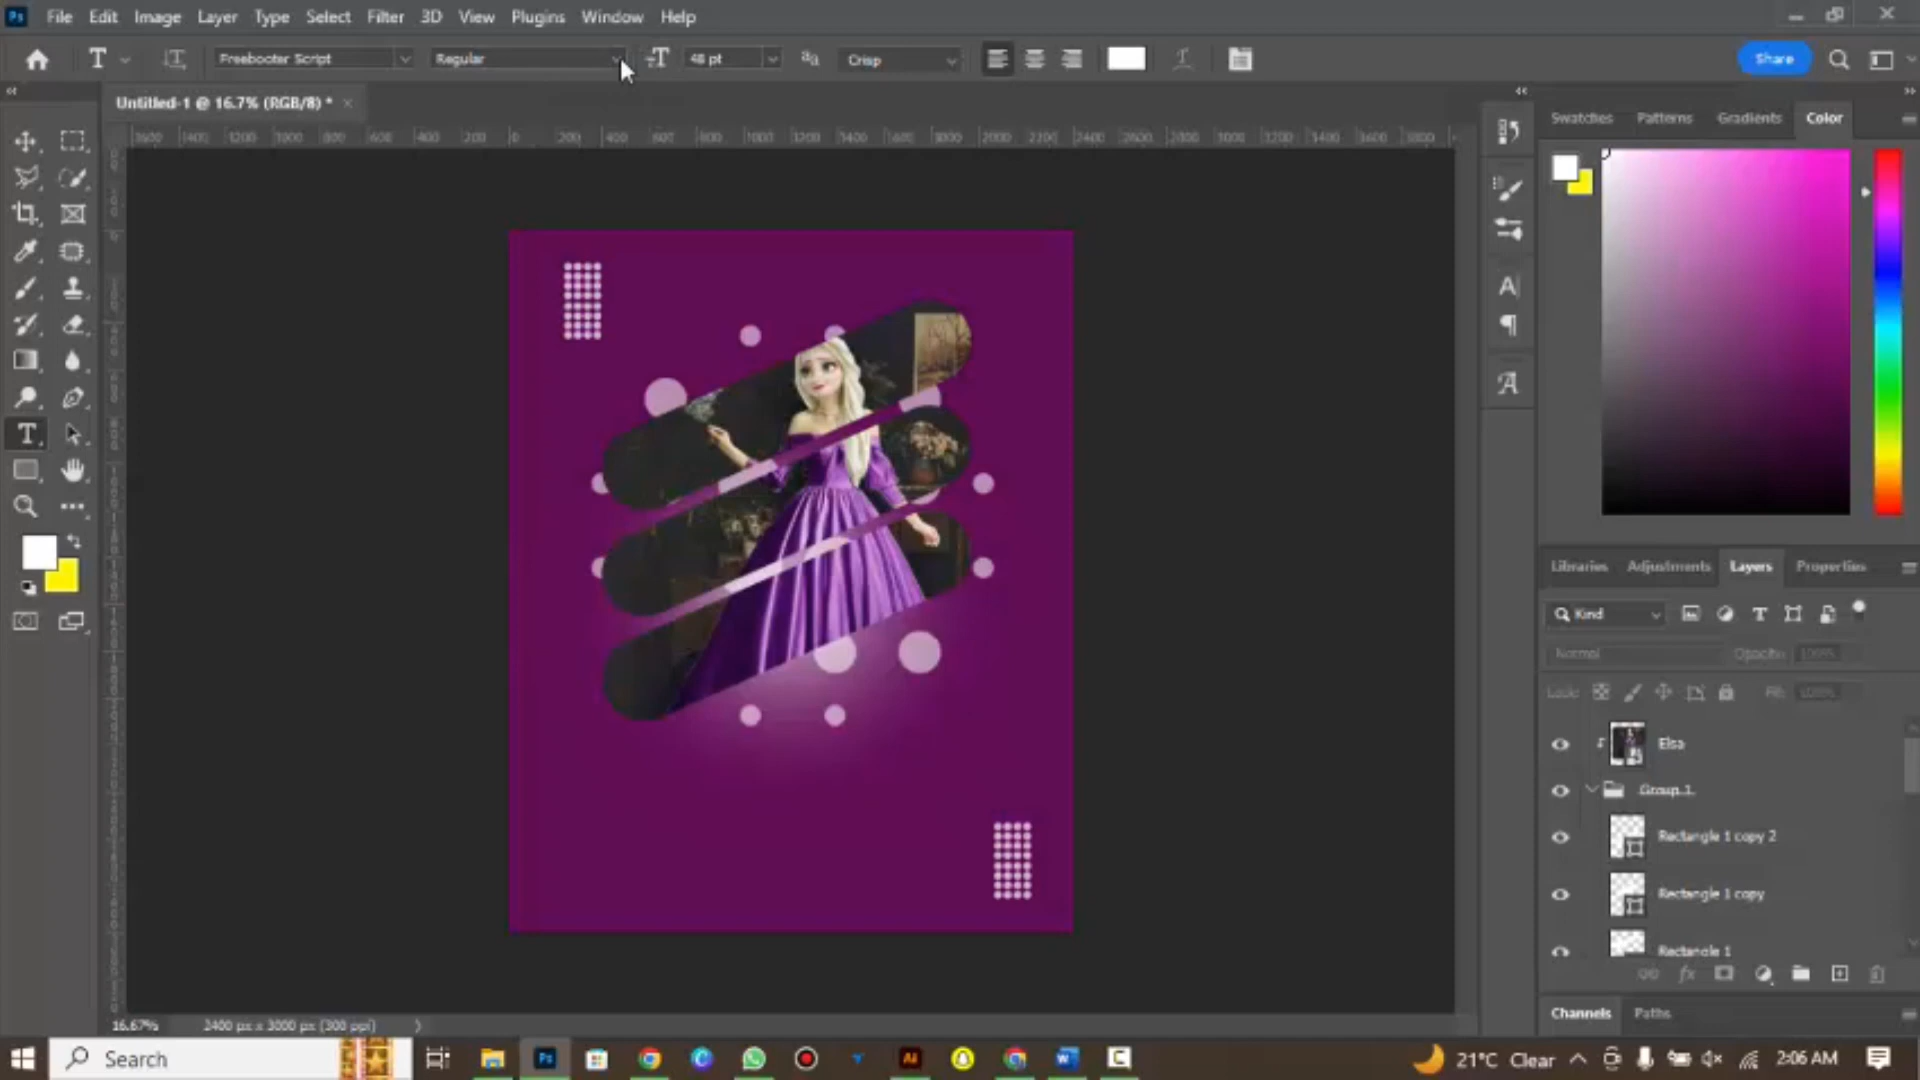 File Edit Image Layer Type Select Filter 3D View Plugins Window Help
Freebooter Script Regular 48 pt Crisp Share
Untitled-1 @ 16.7% (RGB/8) *
Swatches Patterns Gradients Color
Libraries Adjustments Layers Properties
Kind
Normal Opacity: 100%
Lock: Fill: 100%
Elsa
Group 1
Rectangle 1 copy 2
Rectangle 1 copy
Rectangle 1
Channels Paths
16.67% 2400 px x 3000 px (300 ppi)
Search
21°C Clear 2:06 AM